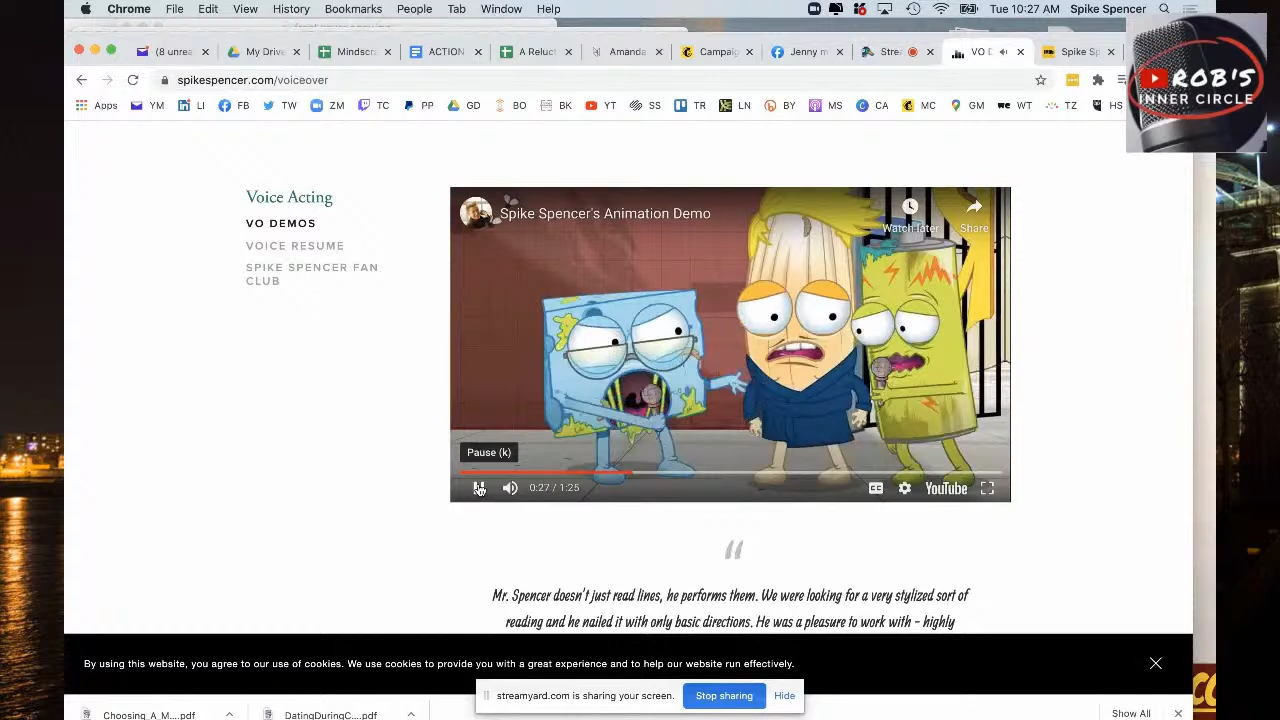 Chrome File Edit View History Bookmarks People Tab Window Help
Tue 10:27 AM Spike Spencer
(8 unrea
My Drive
Mindscra
ACTION
A Reluct
Amanda
Campaig
Jenny m
Stre
VO D
Spike Sp
spikespencer.com/voiceover
Apps YM LI FB TW ZM TC PP GD BO BK YT SS TR LN BY MS CA MC GM WT TZ HS
ROB'S
INNER CIRCLE
Voice Acting
VO DEMOS
VOICE RESUME
SPIKE SPENCER FAN
CLUB
Spike Spencer's Animation Demo
Watch later
Share
Pause (k)
0:27 / 1:25
YouTube
"
Mr. Spencer doesn't just read lines, he performs them. We were looking for a very stylized sort of
reading and he nailed it with only basic directions. He was a pleasure to work with - highly
By using this website, you agree to our use of cookies. We use cookies to provide you with a great experience and to help our website run effectively.
streamyard.com is sharing your screen.
Stop sharing
Hide
Choosing_A_M....pdf
DatingDuringC....pdf
Show All